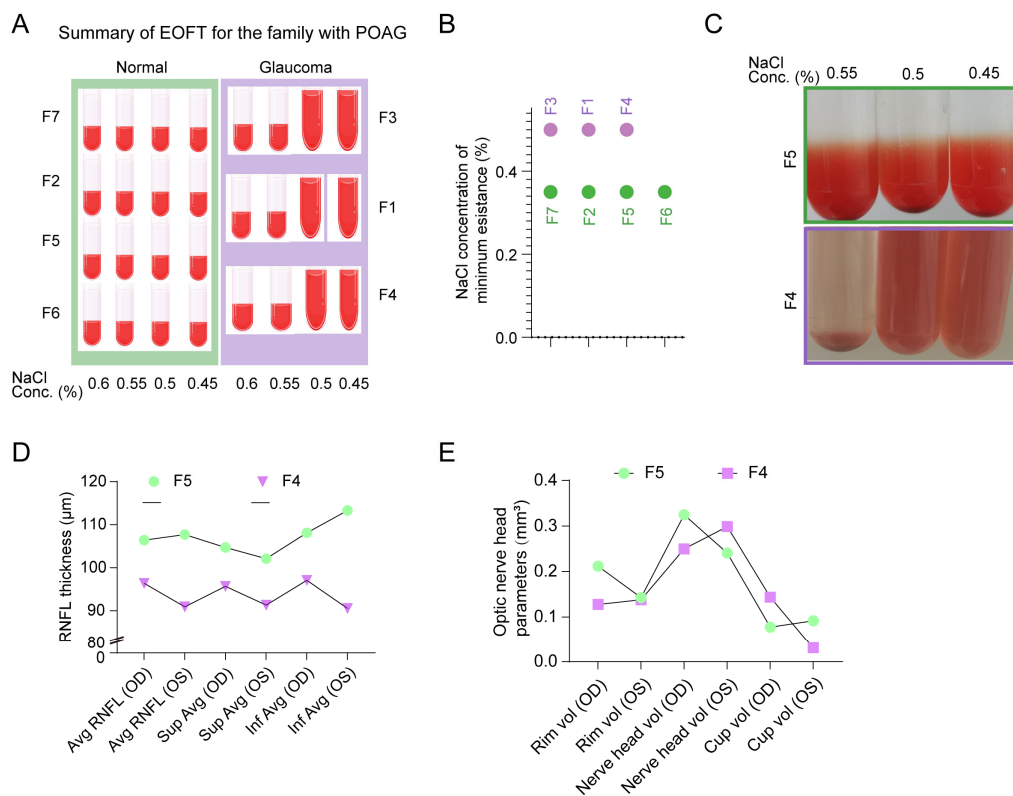 A
Summary of EOFT for the family with POAG
Normal
Glaucoma
F7
F2
F5
F6
F3
F1
F4
NaCl
Conc. (%)
0.6 0.55 0.5 0.45
0.6 0.55 0.5 0.45
B
NaCl concentration of
minimum esistance (%)
0.4
0.2
0.0
F3 F1 F4
F7 F2 F5 F6
C
NaCl
Conc. (%)
0.55 0.5 0.45
F5
F4
D
F5 F4
RNFL thickness (µm)
120
110
100
90
80
0
Avg RNFL (OD)
Avg RNFL (OS)
Sup Avg (OD)
Sup Avg (OS)
Inf Avg (OD)
Inf Avg (OS)
E
F5 F4
Optic nerve head
parameters (mm³)
0.4
0.3
0.2
0.1
0.0
Rim vol (OD)
Rim vol (OS)
Nerve head vol (OD)
Nerve head vol (OS)
Cup vol (OD)
Cup vol (OS)